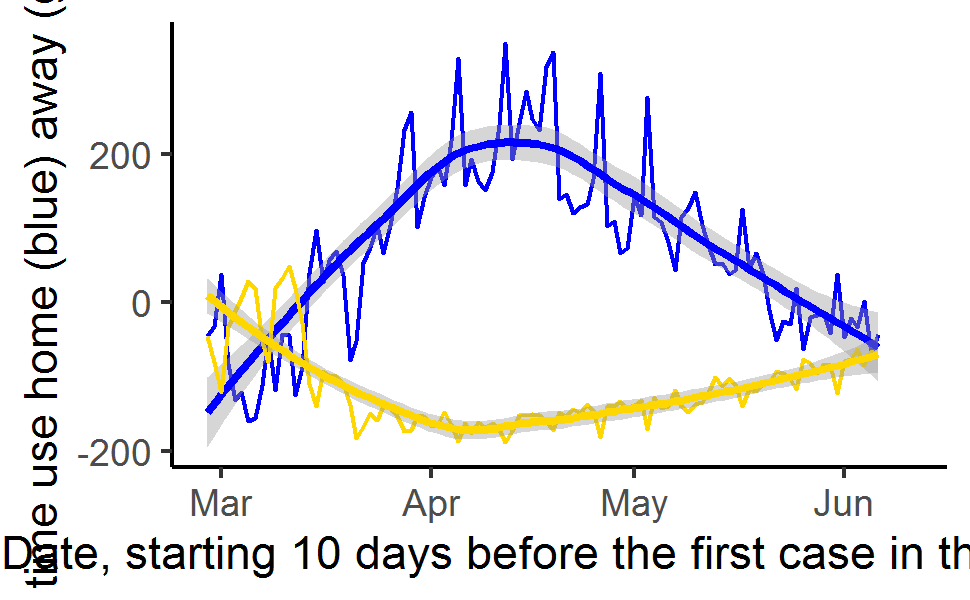 time use home (blue) away (
200
0
-200
Mar Apr May Jun
Date, starting 10 days before the first case in th